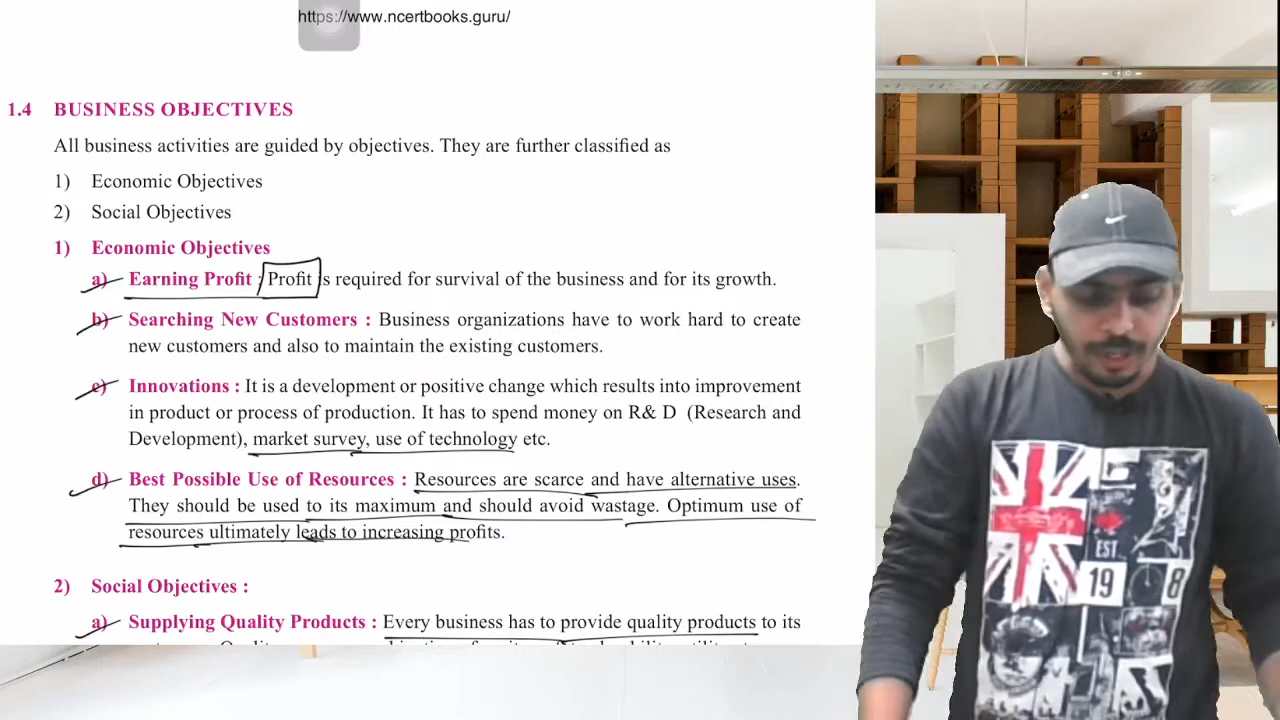 https://www.ncertbooks.guru/
1.4 BUSINESS OBJECTIVES
All business activities are guided by objectives. They are further classified as
1) Economic Objectives
2) Social Objectives
1) Economic Objectives
a) Earning Profit : Profit is required for survival of the business and for its growth.
b) Searching New Customers : Business organizations have to work hard to create
new customers and also to maintain the existing customers.
c) Innovations : It is a development or positive change which results into improvement
in product or process of production. It has to spend money on R& D (Research and
Development), market survey, use of technology etc.
d) Best Possible Use of Resources : Resources are scarce and have alternative uses.
They should be used to its maximum and should avoid wastage. Optimum use of
resources ultimately leads to increasing profits.
2) Social Objectives :
a) Supplying Quality Products : Every business has to provide quality products to its
EST
19 8